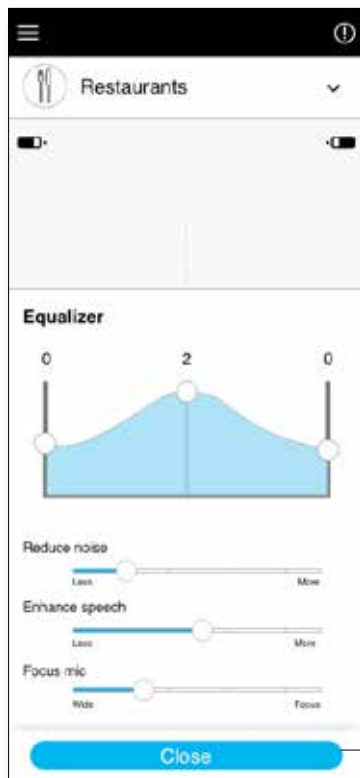 Restaurants
Equalizer
0 2 0
Reduce noise
Less More
Enhance speech
Less More
Focus mic
Wide Focus
Close